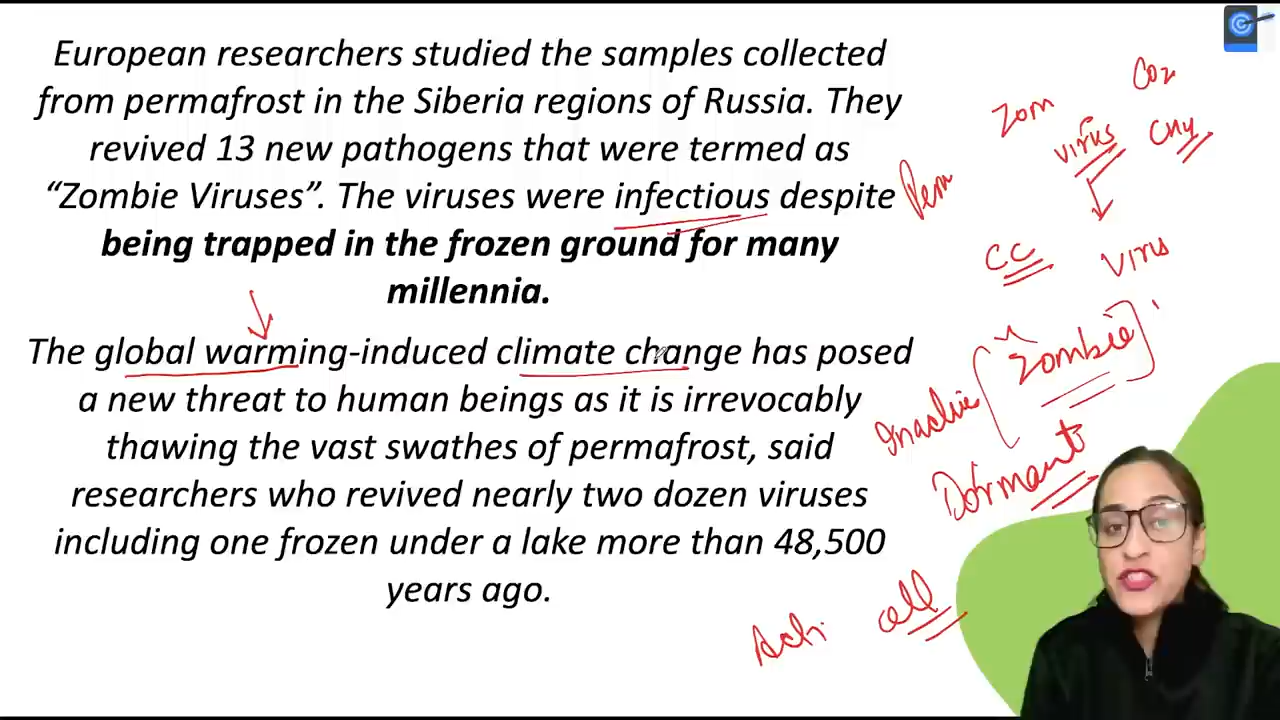 European researchers studied the samples collected
from permafrost in the Siberia regions of Russia. They
revived 13 new pathogens that were termed as
“Zombie Viruses”. The viruses were infectious despite
being trapped in the frozen ground for many
millennia.
The global warming-induced climate change has posed
a new threat to human beings as it is irrevocably
thawing the vast swathes of permafrost, said
researchers who revived nearly two dozen viruses
including one frozen under a lake more than 48,500
years ago.
CO2
Zom
virus
CH4
Perm
CC
Virus
"Zombie"
Inactive
Dormant
cell
Acti